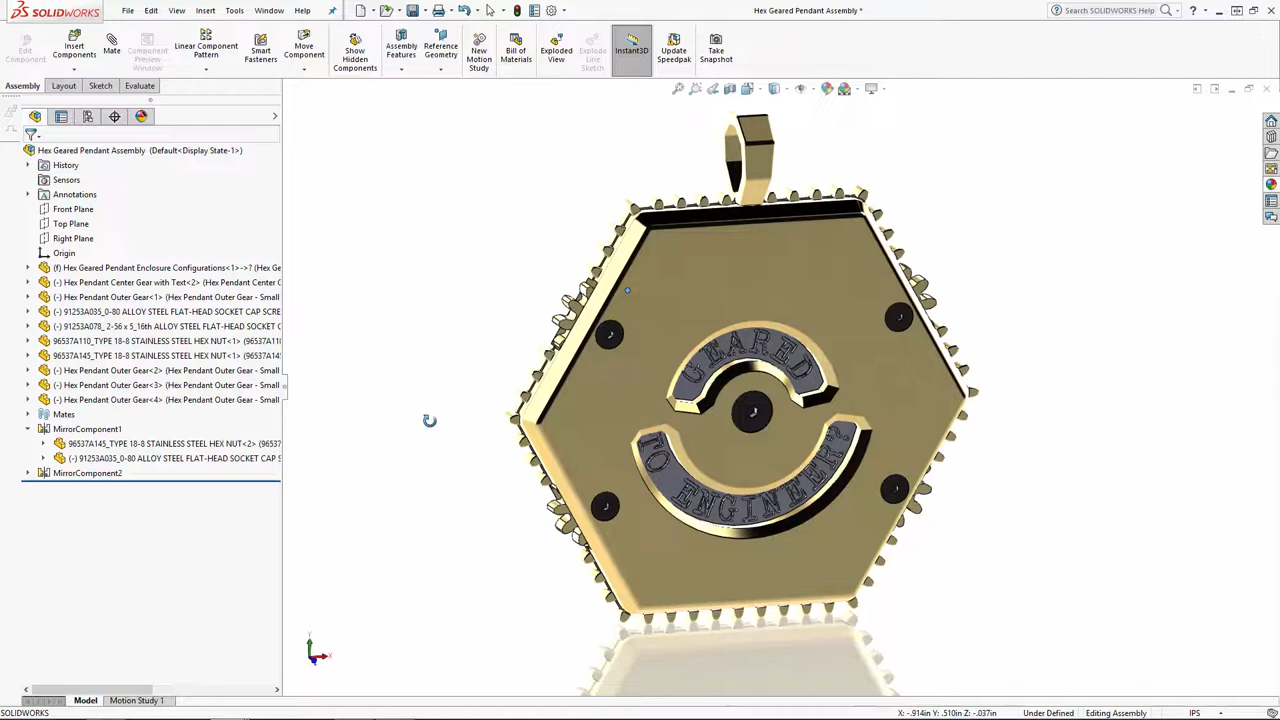 SOLIDWORKS
File Edit View Insert Tools Window Help
Hex Geared Pendant Assembly *
Search SOLIDWORKS Help
Edit Component
Insert Components
Mate
Component Preview Window
Linear Component Pattern
Smart Fasteners
Move Component
Show Hidden Components
Assembly Features
Reference Geometry
New Motion Study
Bill of Materials
Exploded View
Explode Line Sketch
Instant3D
Update Speedpak
Take Snapshot
Assembly Layout Sketch Evaluate
Hex Geared Pendant Assembly (Default<Display State-1>)
History
Sensors
Annotations
Front Plane
Top Plane
Right Plane
Origin
(f) Hex Geared Pendant Enclosure Configurations<1>->? (Hex Ge
(-) Hex Pendant Center Gear with Text<2> (Hex Pendant Center G
(-) Hex Pendant Outer Gear<1> (Hex Pendant Outer Gear - Small
(-) 91253A035_0-80 ALLOY STEEL FLAT-HEAD SOCKET CAP SCRE
(-) 91253A078_ 2-56 x 5_16th ALLOY STEEL FLAT-HEAD SOCKET C
96537A110_TYPE 18-8 STAINLESS STEEL HEX NUT<1> (96537A110
96537A145_TYPE 18-8 STAINLESS STEEL HEX NUT<1> (96537A145
(-) Hex Pendant Outer Gear<2> (Hex Pendant Outer Gear - Small
(-) Hex Pendant Outer Gear<3> (Hex Pendant Outer Gear - Small
(-) Hex Pendant Outer Gear<4> (Hex Pendant Outer Gear - Small
Mates
MirrorComponent1
96537A145_TYPE 18-8 STAINLESS STEEL HEX NUT<2> (96537
(-) 91253A035_0-80 ALLOY STEEL FLAT-HEAD SOCKET CAP S
MirrorComponent2
GEARED
TO ENGINEER
Y
X
Model Motion Study 1
SOLIDWORKS
X: -.914in Y: .510in Z: -.037in Under Defined Editing Assembly IPS